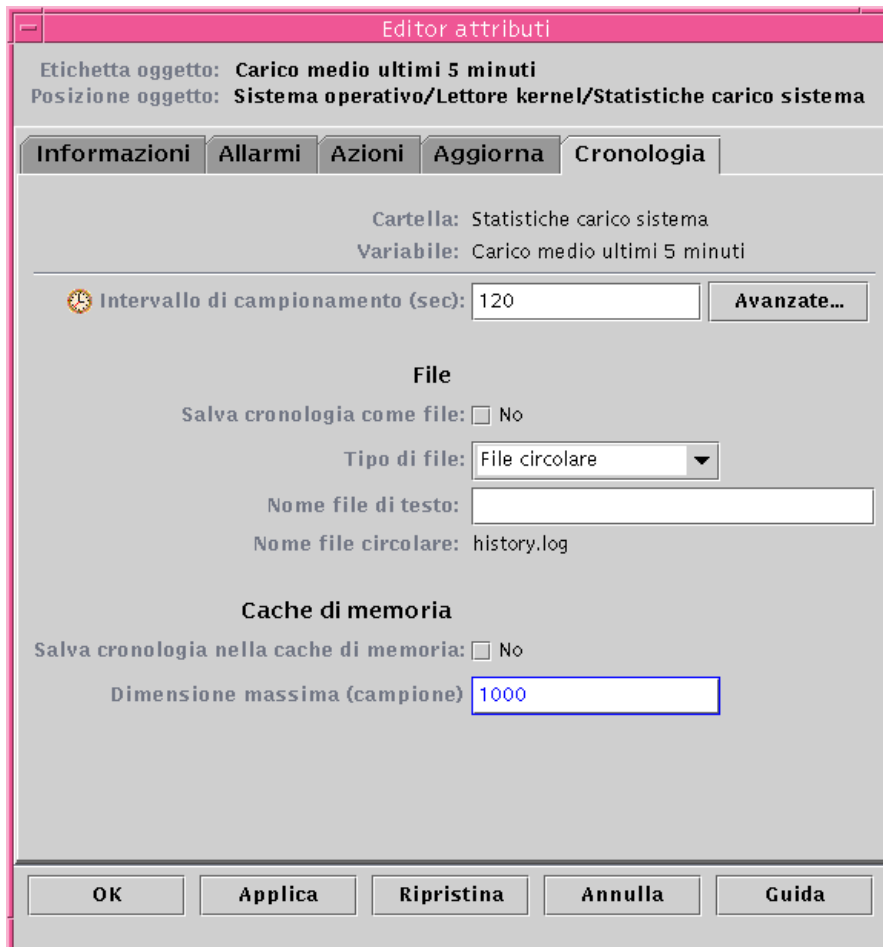 Editor attributi
Etichetta oggetto: Carico medio ultimi 5 minuti
Posizione oggetto: Sistema operativo/Lettore kernel/Statistiche carico sistema
Informazioni Allarmi Azioni Aggiorna Cronologia
Cartella: Statistiche carico sistema
Variabile: Carico medio ultimi 5 minuti
Intervallo di campionamento (sec): 120 Avanzate...
File
Salva cronologia come file: No
Tipo di file: File circolare
Nome file di testo:
Nome file circolare: history.log
Cache di memoria
Salva cronologia nella cache di memoria: No
Dimensione massima (campione) 1000
OK Applica Ripristina Annulla Guida